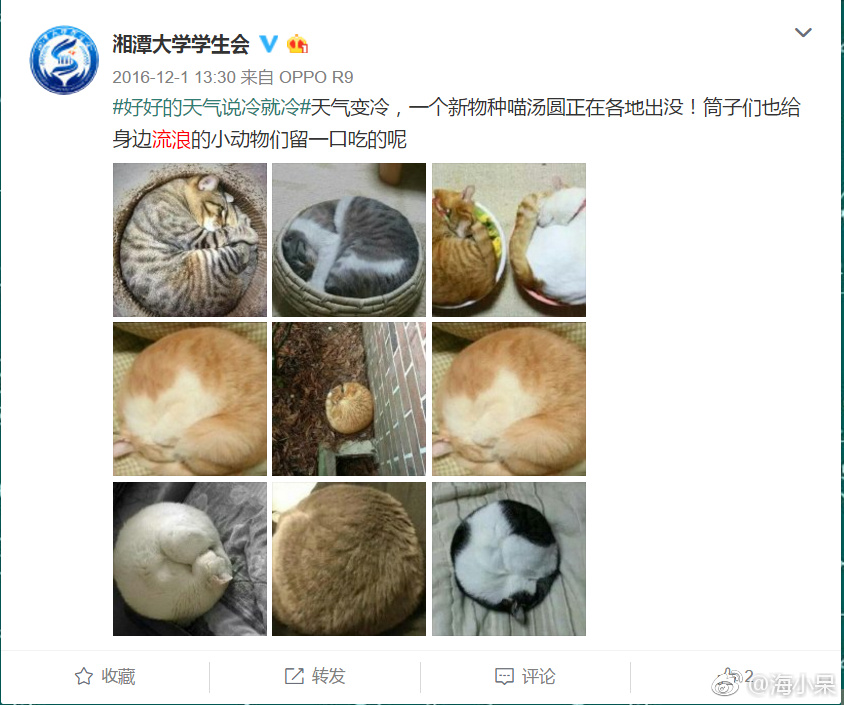 湘潭大学学生会
2016-12-1 13:30 来自 OPPO R9
#好好的天气说冷就冷#天气变冷，一个新物种喵汤圆正在各地出没！筒子们也给
身边流浪的小动物们留一口吃的呢
收藏
转发
评论
2
@海小呆